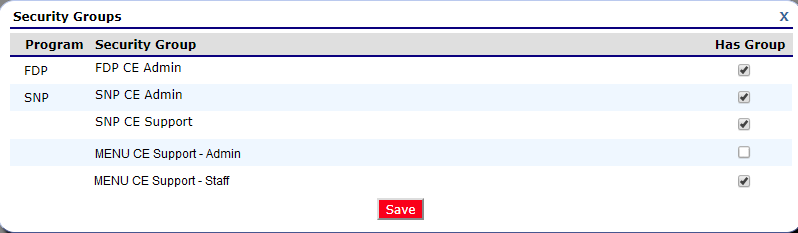 Security Groups X
Program Security Group Has Group
FDP FDP CE Admin
SNP SNP CE Admin
SNP CE Support
MENU CE Support - Admin
MENU CE Support - Staff
Save